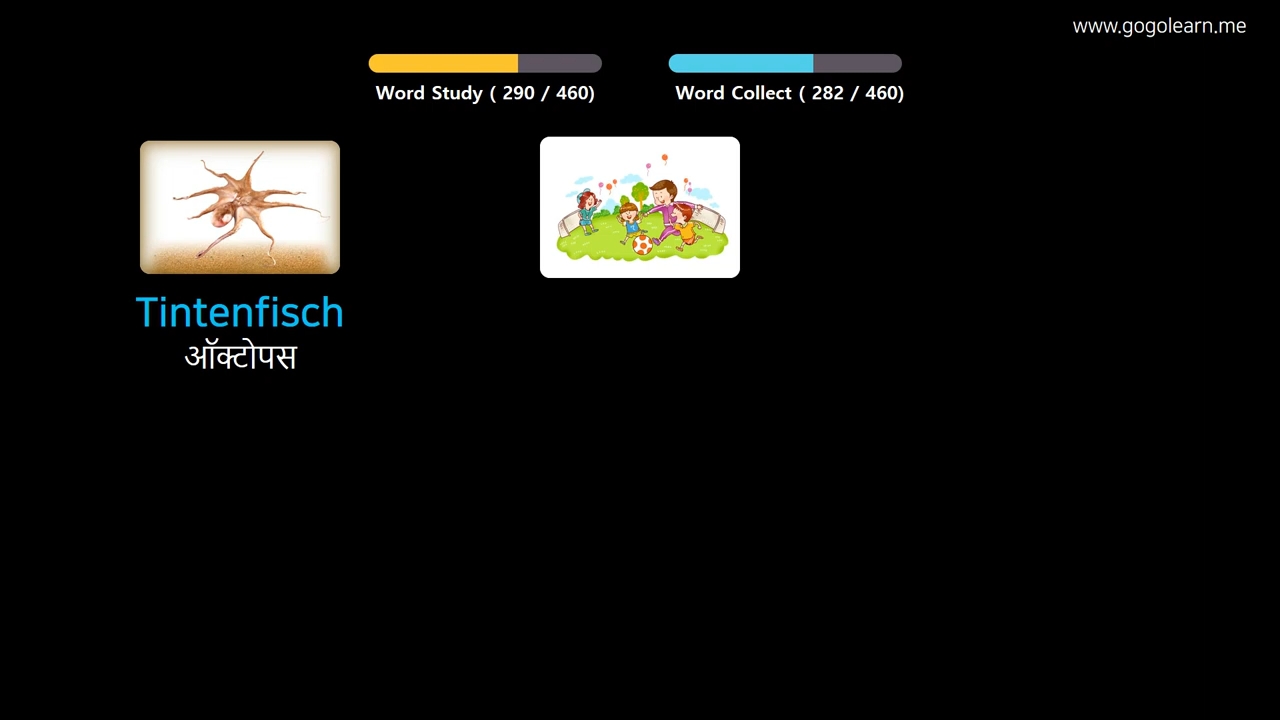 www.gogolearn.me
Word Study ( 290 / 460)
Word Collect ( 282 / 460)
Tintenfisch
ऑक्टोपस